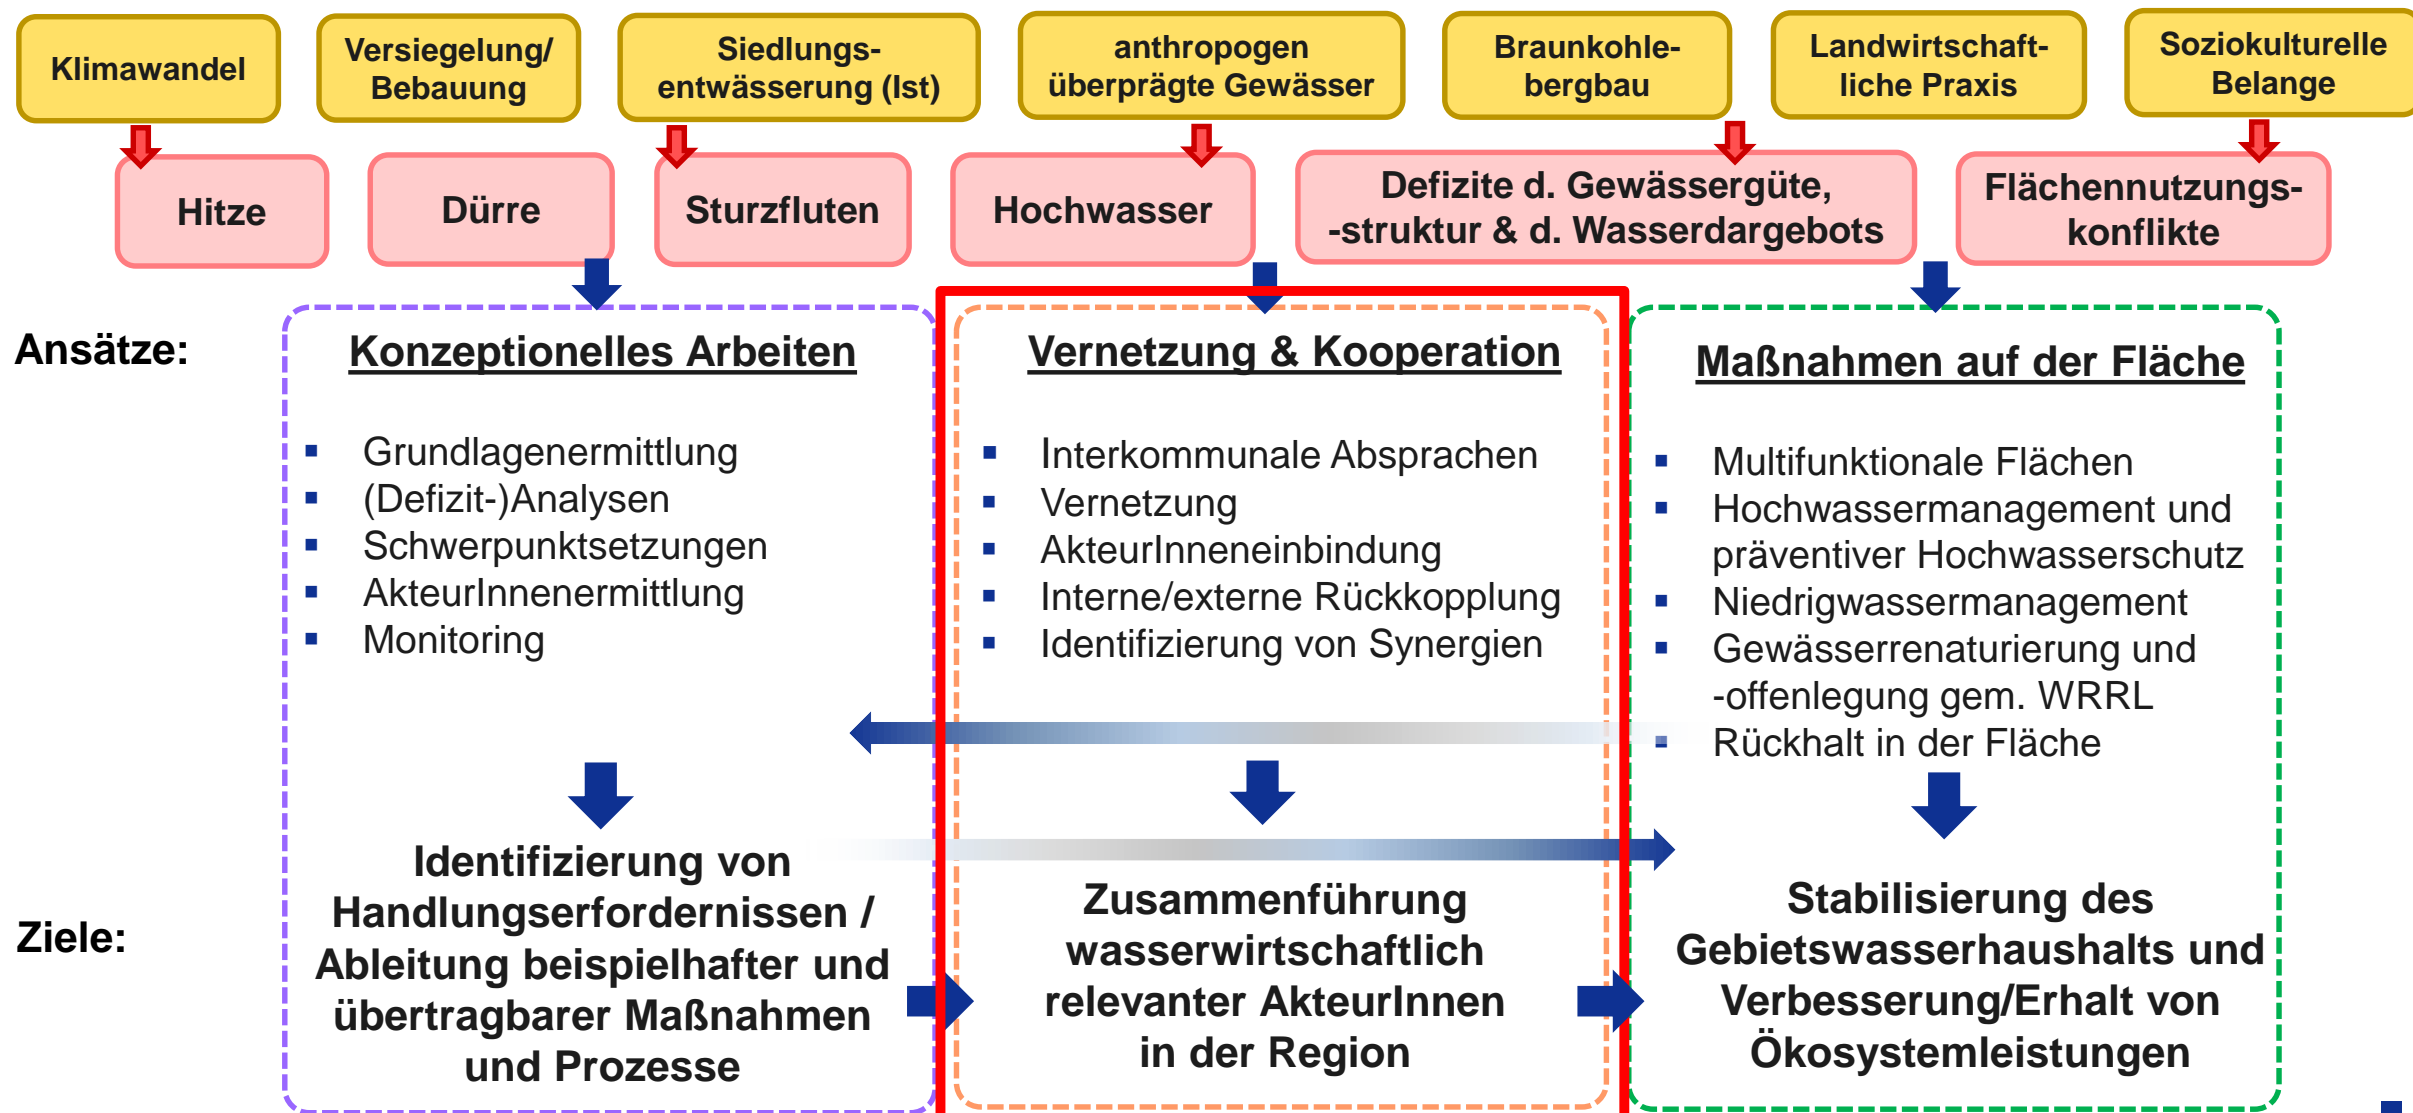 Klimawandel
Versiegelung/
Bebauung
Siedlungs-
entwässerung (Ist)
anthropogen
überprägte Gewässer
Braunkohle-
bergbau
Landwirtschaft-
liche Praxis
Soziokulturelle
Belange
Hitze
Dürre
Sturzfluten
Hochwasser
Defizite d. Gewässergüte,
-struktur & d. Wasserdargebots
Flächennutzungs-
konflikte
Ansätze:
Konzeptionelles Arbeiten
▪ Grundlagenermittlung
▪ (Defizit-)Analysen
▪ Schwerpunktsetzungen
▪ AkteurInnenermittlung
▪ Monitoring
Vernetzung & Kooperation
▪ Interkommunale Absprachen
▪ Vernetzung
▪ AkteurInneneinbindung
▪ Interne/externe Rückkopplung
▪ Identifizierung von Synergien
Maßnahmen auf der Fläche
▪ Multifunktionale Flächen
▪ Hochwassermanagement und
präventiver Hochwasserschutz
▪ Niedrigwassermanagement
▪ Gewässerrenaturierung und
-offenlegung gem. WRRL
▪ Rückhalt in der Fläche
Ziele:
Identifizierung von
Handlungserfordernissen /
Ableitung beispielhafter und
übertragbarer Maßnahmen
und Prozesse
Zusammenführung
wasserwirtschaftlich
relevanter AkteurInnen
in der Region
Stabilisierung des
Gebietswasserhaushalts und
Verbesserung/Erhalt von
Ökosystemleistungen